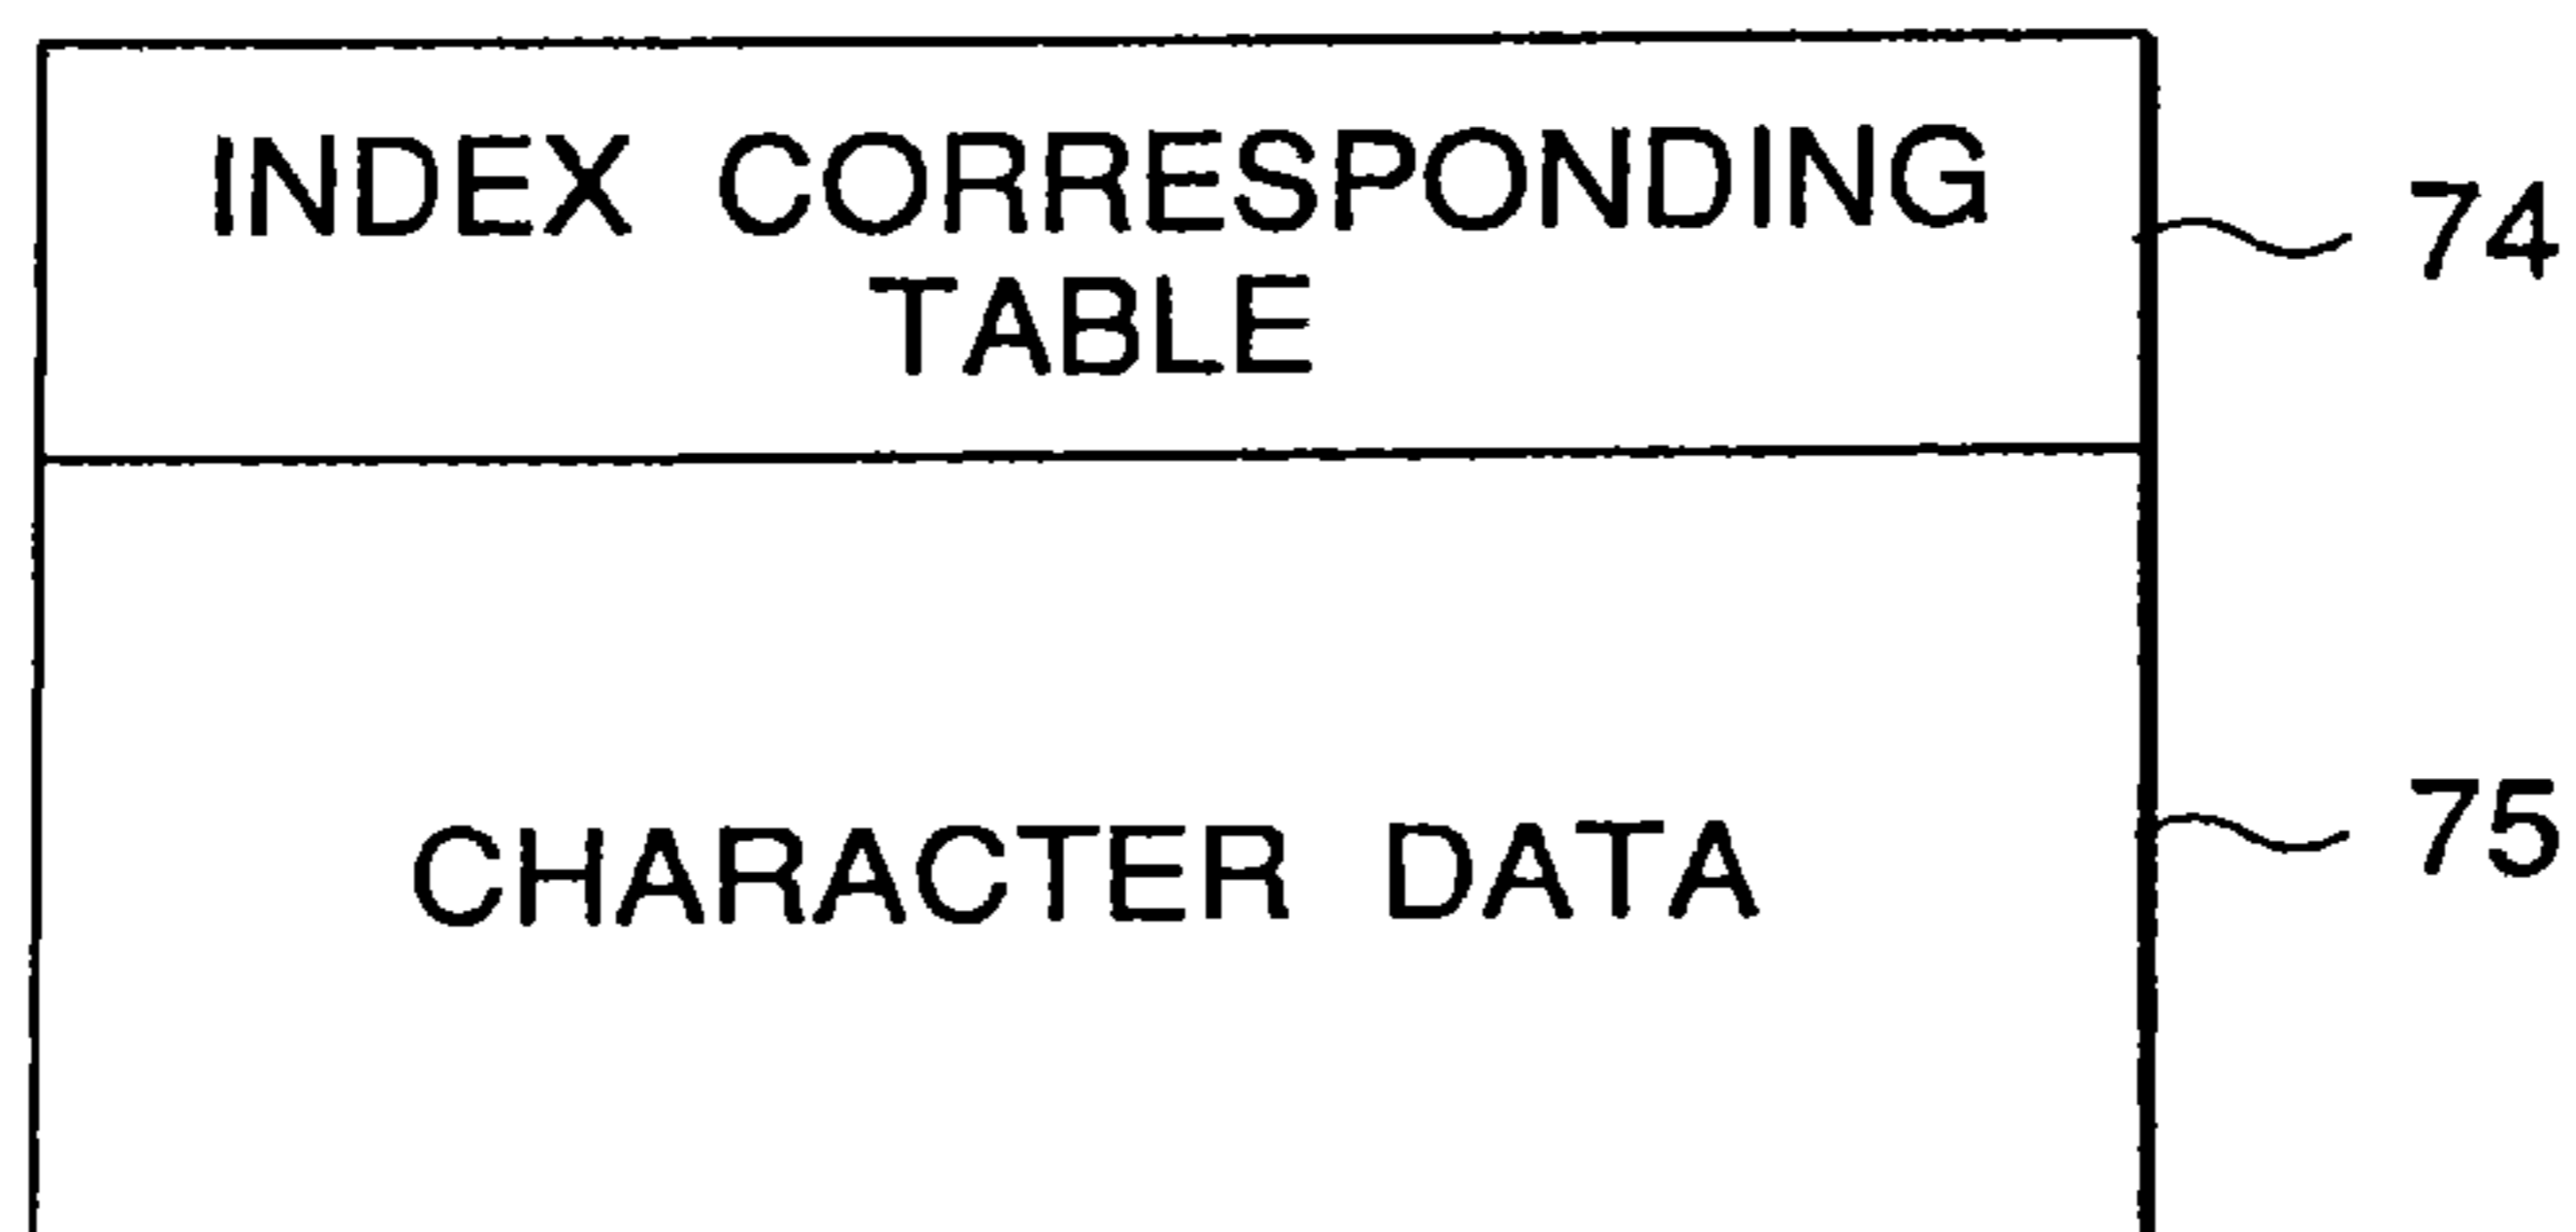 INDEX CORRESPONDING
TABLE
74
CHARACTER DATA
75